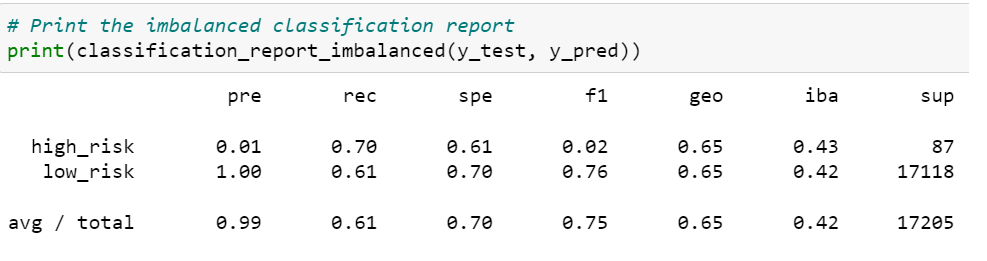 # Print the imbalanced classification report
print(classification_report_imbalanced(y_test, y_pred))
pre rec spe f1 geo iba sup
high_risk 0.01 0.70 0.61 0.02 0.65 0.43 87
low_risk 1.00 0.61 0.70 0.76 0.65 0.42 17118
avg / total 0.99 0.61 0.70 0.75 0.65 0.42 17205